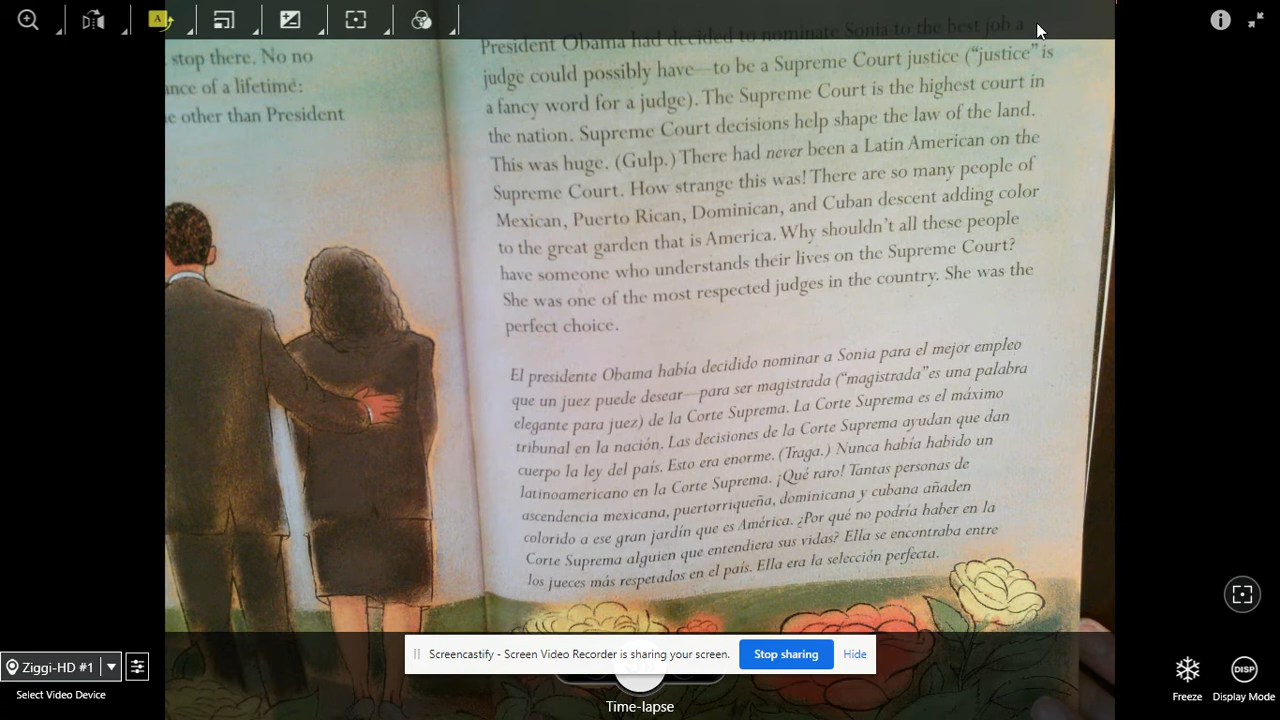 stop there. No no
ance of a lifetime:
e other than President
President Obama had decided to nominate Sonia to the best job a
judge could possibly have—to be a Supreme Court justice (“justice” is
a fancy word for a judge). The Supreme Court is the highest court in
the nation. Supreme Court decisions help shape the law of the land.
This was huge. (Gulp.) There had never been a Latin American on the
Supreme Court. How strange this was! There are so many people of
Mexican, Puerto Rican, Dominican, and Cuban descent adding color
to the great garden that is America. Why shouldn’t all these people
have someone who understands their lives on the Supreme Court?
She was one of the most respected judges in the country. She was the
perfect choice.
El presidente Obama había decidido nominar a Sonia para el mejor empleo
que un juez puede desear—para ser magistrada (“magistrada” es una palabra
elegante para juez) de la Corte Suprema. La Corte Suprema es el máximo
tribunal en la nación. Las decisiones de la Corte Suprema ayudan que dan
cuerpo la ley del país. Esto era enorme. (Traga.) Nunca había habido un
latinoamericano en la Corte Suprema. ¡Qué raro! Tantas personas de
ascendencia mexicana, puertorriqueña, dominicana y cubana añaden
colorido a ese gran jardín que es América. ¿Por qué no podría haber en la
Corte Suprema alguien que entendiera sus vidas? Ella se encontraba entre
los jueces más respetados en el país. Ella era la selección perfecta.
Screencastify - Screen Video Recorder is sharing your screen.
Stop sharing
Hide
Ziggi-HD #1
Select Video Device
Time-lapse
Freeze
DISP
Display Mode
A